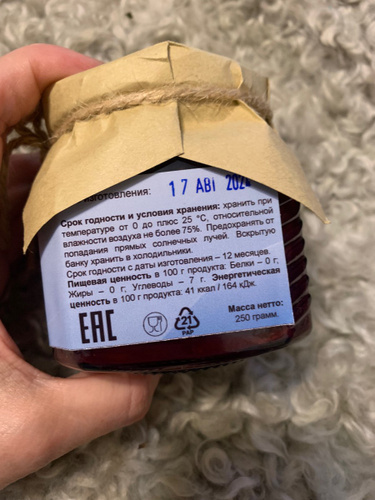 изготовления: 17 АВГ
Срок годности и условия хранения: хранить при
температуре от 0 до плюс 25 °С, относительной
влажности воздуха не более 75%. Предохранять от
попадания прямых солнечных лучей. Вскрытую
банку хранить в холодильнике.
Срок годности с даты изготовления – 12 месяцев.
Пищевая ценность в 100 г продукта: Белки – 0 г,
Жиры – 0 г, Углеводы – 7 г. Энергетическая
ценность в 100 г продукта: 41 ккал / 164 кДж.
Масса нетто:
250 грамм.
ЕАС
21
PAP